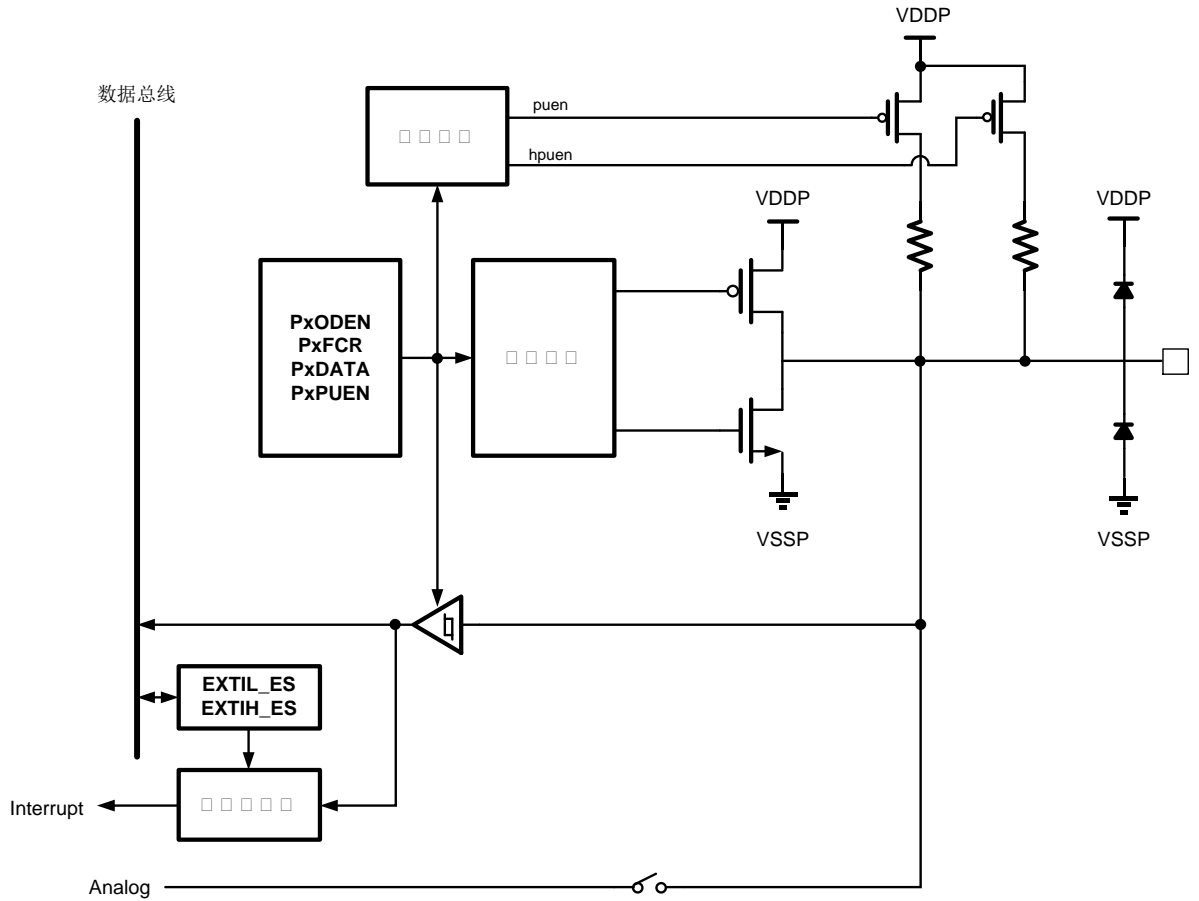 VDDP
数据总线
puen
hpuen
VDDP
VDDP
PxODEN
PxFCR
PxDATA
PxPUEN
VSSP
VSSP
EXTIL_ES
EXTIH_ES
Interrupt
Analog